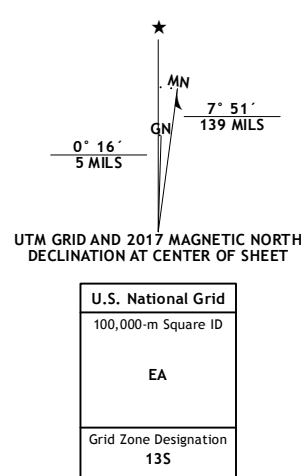 MN
GN
7° 51´
139 MILS
0° 16´
5 MILS
UTM GRID AND 2017 MAGNETIC NORTH
DECLINATION AT CENTER OF SHEET
U.S. National Grid
100,000-m Square ID
EA
Grid Zone Designation
13S